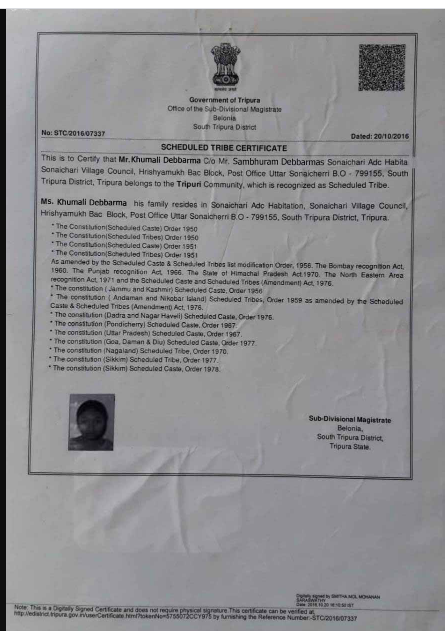 Government of Tripura
Office of the Sub-Divisional Magistrate
Belonia
South Tripura District
No: STC/2016/07337
Dated: 20/10/2016
SCHEDULED TRIBE CERTIFICATE
This is to Certify that Mr.Khumali Debbarma C/o Mr. Sambhuram Debbarmas Sonaichari Adc Habita
Sonaichari Village Council, Hrishyamukh Bac Block, Post Office Uttar Sonaicherri B.O - 799155, South
Tripura District, Tripura belongs to the Tripuri Community, which is recognized as Scheduled Tribe.
Ms. Khumali Debbarma his family resides in Sonaichari Adc Habitation, Sonaichari Village Council,
Hrishyamukh Bac Block, Post Office Uttar Sonaicherri B.O - 799155, South Tripura District, Tripura.
* The Constitution(Scheduled Caste) Order 1950
* The Constitution(Scheduled Tribes) Order 1950
* The Constitution(Scheduled Caste) Order 1951
* The Constitution(Scheduled Tribes) Order 1951
As amended by the Scheduled Caste & Scheduled Tribes list modification Order, 1956. The Bombay recognition Act,
1960. The Punjab recognition Act, 1966. The State of Himachal Pradesh Act.1970. The North Eastern Area
recognition Act, 1971 and the Scheduled Caste and Scheduled Tribes (Amendment) Act, 1976.
* The constitution ( Jammu and Kashmir) Scheduled Caste, Order 1956
* The constitution ( Andaman and Nikobar Island) Scheduled Tribes, Order 1959 as amended by the Scheduled
Caste & Scheduled Tribes (Amendment) Act, 1976.
* The constitution (Dadra and Nagar Haveli) Scheduled Caste, Order 1976.
* The constitution (Pondicherry) Scheduled Caste, Order 1967.
* The constitution (Uttar Pradesh) Scheduled Caste, Order 1967.
* The constitution (Goa, Daman & Diu) Scheduled Caste, Order 1977.
* The constitution (Nagaland) Scheduled Tribe, Order 1970.
* The constitution (Sikkim) Scheduled Tribe, Order 1977.
* The constitution (Sikkim) Scheduled Caste, Order 1978.
Sub-Divisional Magistrate
Belonia,
South Tripura District,
Tripura State.
Digitally signed by SMITHA MOL MOHANAN
SARASWATHY
Date: 2016.10.20 16:10:50 IST
Note: This is a Digitally Signed Certificate and does not require physical signature.This certificate can be verified at,
http://edistrict.tripura.gov.in/userCertificate.html?tokenNo=5755072CCY975 by furnishing the Reference Number:-STC/2016/07337